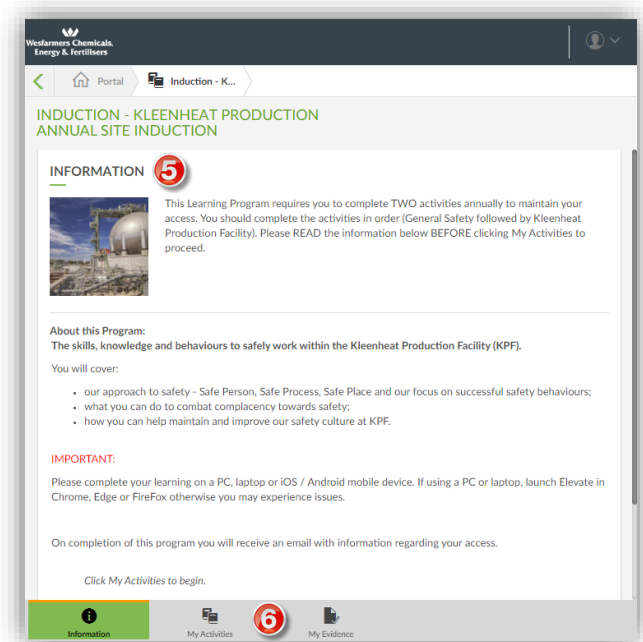 Wesfarmers Chemicals,
Energy & Fertilisers
Portal
Induction - K...
INDUCTION - KLEENHEAT PRODUCTION
ANNUAL SITE INDUCTION
INFORMATION
5
This Learning Program requires you to complete TWO activities annually to maintain your
access. You should complete the activities in order (General Safety followed by Kleenheat
Production Facility). Please READ the information below BEFORE clicking My Activities to
proceed.
About this Program:
The skills, knowledge and behaviours to safely work within the Kleenheat Production Facility (KPF).
You will cover:
• our approach to safety - Safe Person, Safe Process, Safe Place and our focus on successful safety behaviours;
• what you can do to combat complacency towards safety;
• how you can help maintain and improve our safety culture at KPF.
IMPORTANT:
Please complete your learning on a PC, laptop or iOS / Android mobile device. If using a PC or laptop, launch Elevate in
Chrome, Edge or FireFox otherwise you may experience issues.
On completion of this program you will receive an email with information regarding your access.
Click My Activities to begin.
Information
My Activities
6
My Evidence